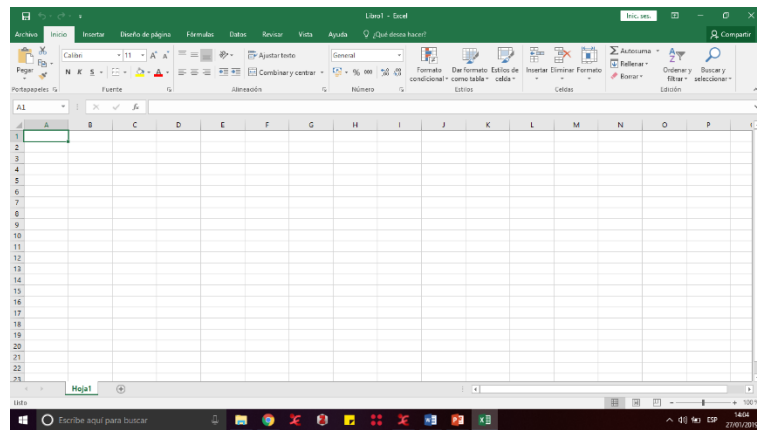 Libro1 - Excel
Inic. ses.
Archivo Inicio Insertar Diseño de página Fórmulas Datos Revisar Vista Ayuda ¿Qué desea hacer? Compartir
Calibri 11 A A Ajustar texto General Autosuma
Rellenar
Pegar N K S A Combinar y centrar % 000 Formato Dar formato Estilos de Insertar Eliminar Formato Ordenar y Buscar y
condicional como tabla celda Borrar filtrar seleccionar
Portapapeles Fuente Alineación Número Estilos Celdas Edición
A1 fx
A B C D E F G H I J K L M N O P
1
2
3
4
5
6
7
8
9
10
11
12
13
14
15
16
17
18
19
20
21
22
23
Hoja1
Listo
Escribe aquí para buscar
ESP
14:04
27/01/2019